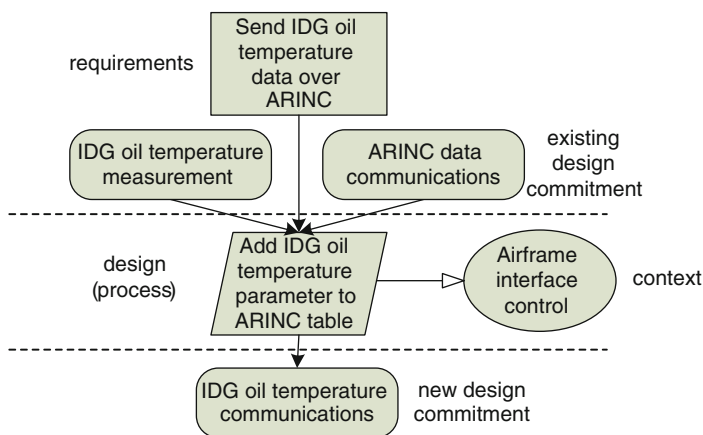 Send IDG oil
temperature
data over
ARINC
requirements
IDG oil temperature
measurement
ARINC data
communications
existing
design
commitment
design
(process)
Add IDG oil
temperature
parameter to
ARINC table
Airframe
interface
control
context
IDG oil temperature
communications
new design
commitment